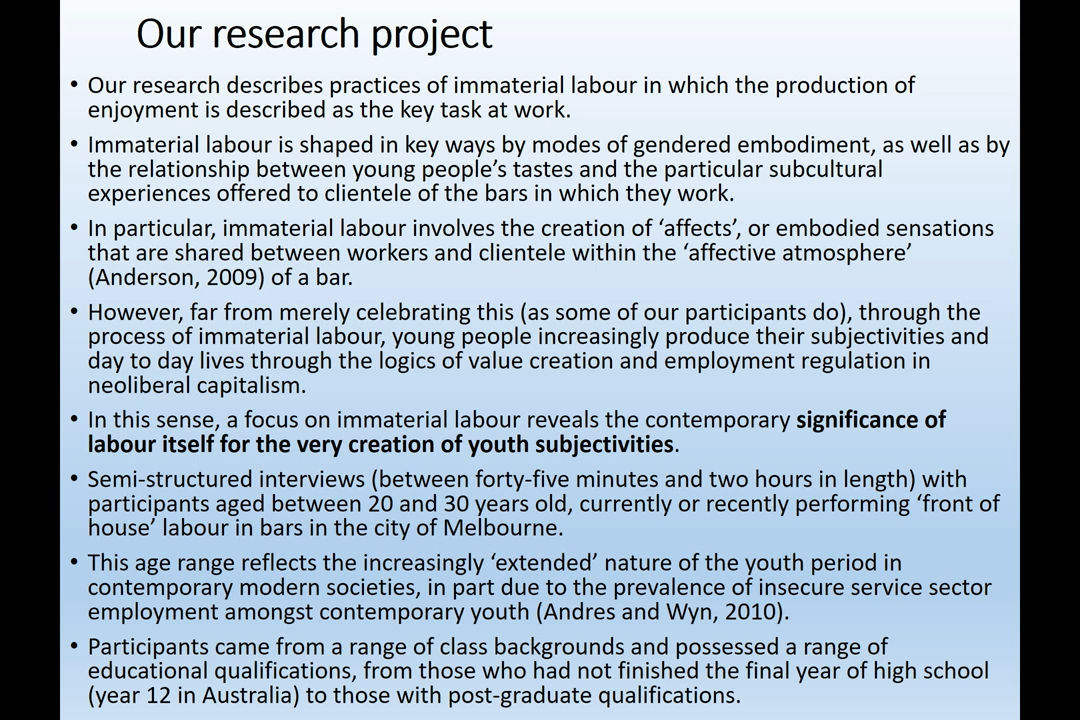 Our research project
• Our research describes practices of immaterial labour in which the production of
enjoyment is described as the key task at work.
• Immaterial labour is shaped in key ways by modes of gendered embodiment, as well as by
the relationship between young people’s tastes and the particular subcultural
experiences offered to clientele of the bars in which they work.
• In particular, immaterial labour involves the creation of ‘affects’, or embodied sensations
that are shared between workers and clientele within the ‘affective atmosphere’
(Anderson, 2009) of a bar.
• However, far from merely celebrating this (as some of our participants do), through the
process of immaterial labour, young people increasingly produce their subjectivities and
day to day lives through the logics of value creation and employment regulation in
neoliberal capitalism.
• In this sense, a focus on immaterial labour reveals the contemporary significance of
labour itself for the very creation of youth subjectivities.
• Semi-structured interviews (between forty-five minutes and two hours in length) with
participants aged between 20 and 30 years old, currently or recently performing ‘front of
house’ labour in bars in the city of Melbourne.
• This age range reflects the increasingly ‘extended’ nature of the youth period in
contemporary modern societies, in part due to the prevalence of insecure service sector
employment amongst contemporary youth (Andres and Wyn, 2010).
• Participants came from a range of class backgrounds and possessed a range of
educational qualifications, from those who had not finished the final year of high school
(year 12 in Australia) to those with post-graduate qualifications.